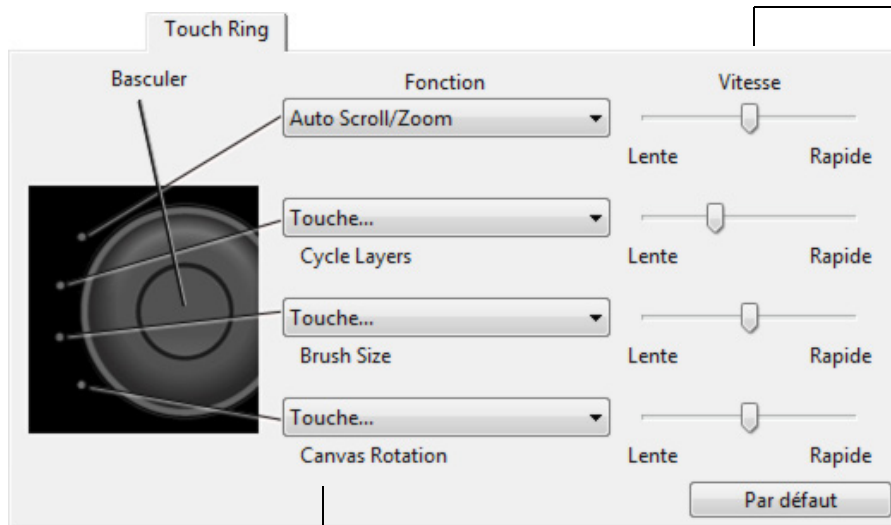 Touch Ring
Basculer Fonction Vitesse
Auto Scroll/Zoom
Lente Rapide
Touche...
Cycle Layers Lente Rapide
Touche...
Brush Size Lente Rapide
Touche...
Canvas Rotation Lente Rapide
Par défaut